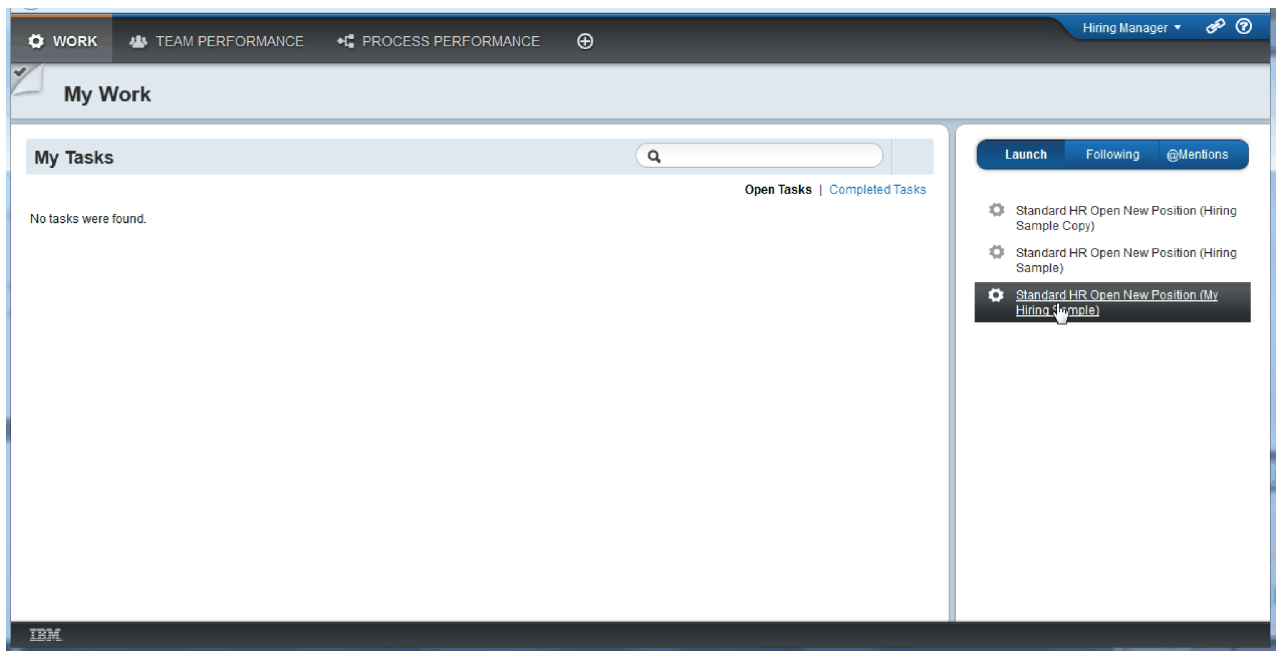 WORK TEAM PERFORMANCE PROCESS PERFORMANCE Hiring Manager
My Work
My Tasks
Open Tasks | Completed Tasks
No tasks were found.
Launch Following @Mentions
Standard HR Open New Position (Hiring
Sample Copy)
Standard HR Open New Position (Hiring
Sample)
Standard HR Open New Position (My
Hiring Sample)
IBM